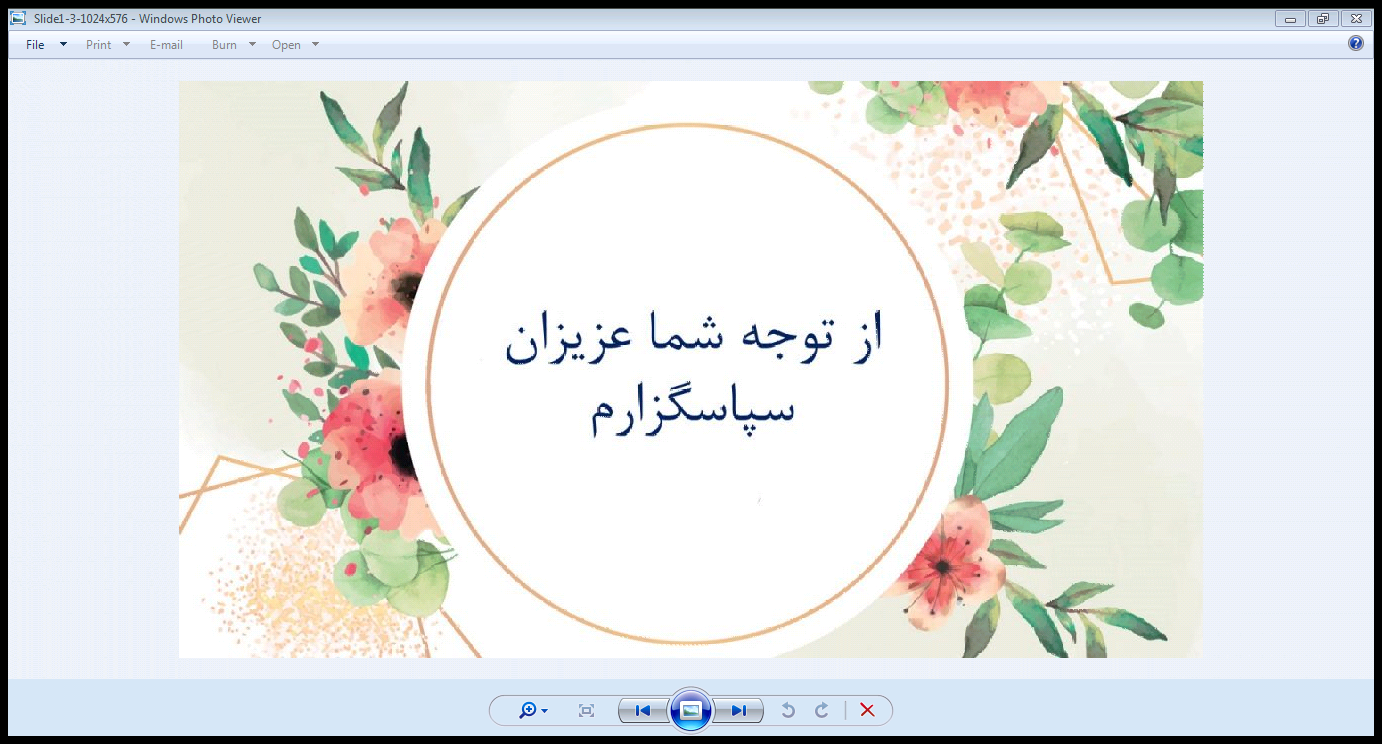 Slide1-3-1024x576 - Windows Photo Viewer
File Print E-mail Burn Open
از توجه شما عزیزان
سپاسگزارم